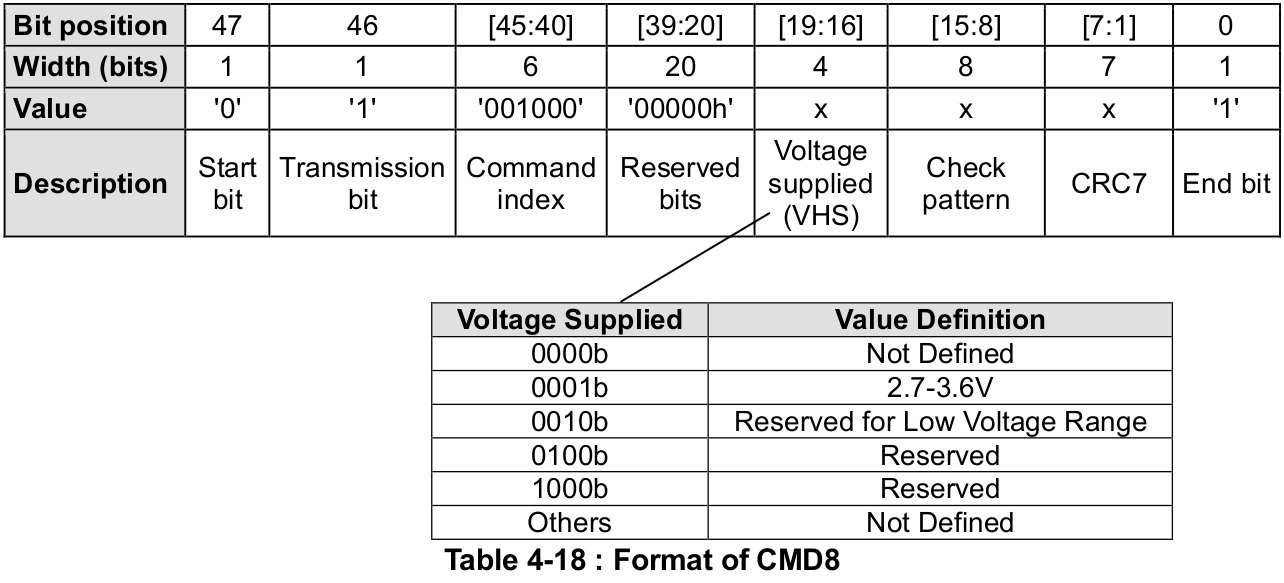 Bit position 47 46 [45:40] [39:20] [19:16] [15:8] [7:1] 0
Width (bits) 1 1 6 20 4 8 7 1
Value '0' '1' '001000' '00000h' x x x '1'
Description Start bit Transmission bit Command index Reserved bits Voltage supplied (VHS) Check pattern CRC7 End bit
Voltage Supplied Value Definition
0000b Not Defined
0001b 2.7-3.6V
0010b Reserved for Low Voltage Range
0100b Reserved
1000b Reserved
Others Not Defined
Table 4-18 : Format of CMD8